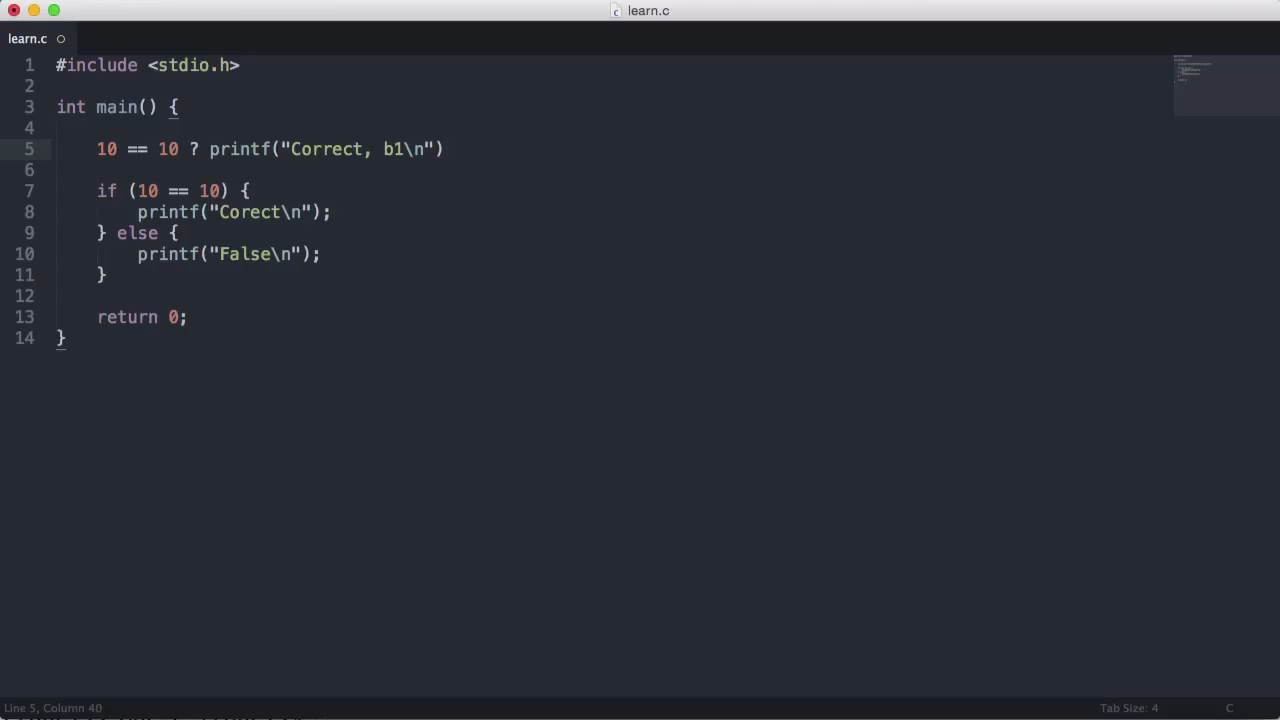 learn.c
learn.c
1 #include <stdio.h>
2
3 int main() {
4
5     10 == 10 ? printf("Correct, b1\n")
6
7     if (10 == 10) {
8         printf("Corect\n");
9     } else {
10         printf("False\n");
11     }
12
13     return 0;
14 }
Line 5, Column 40 Tab Size: 4 C